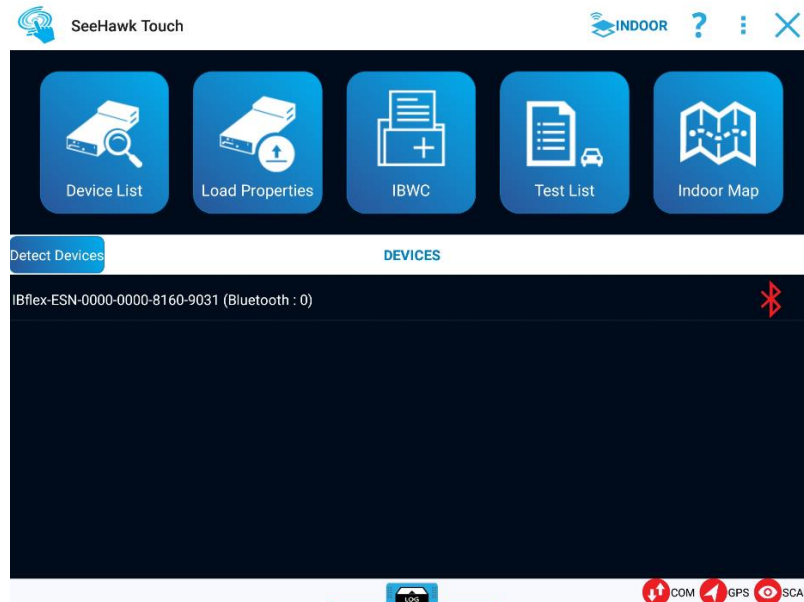 SeeHawk Touch
INDOOR ?
Device List
Load Properties
IBWC
Test List
Indoor Map
Detect Devices
DEVICES
IBflex-ESN-0000-0000-8160-9031 (Bluetooth : 0)
LOG
COM GPS SCA